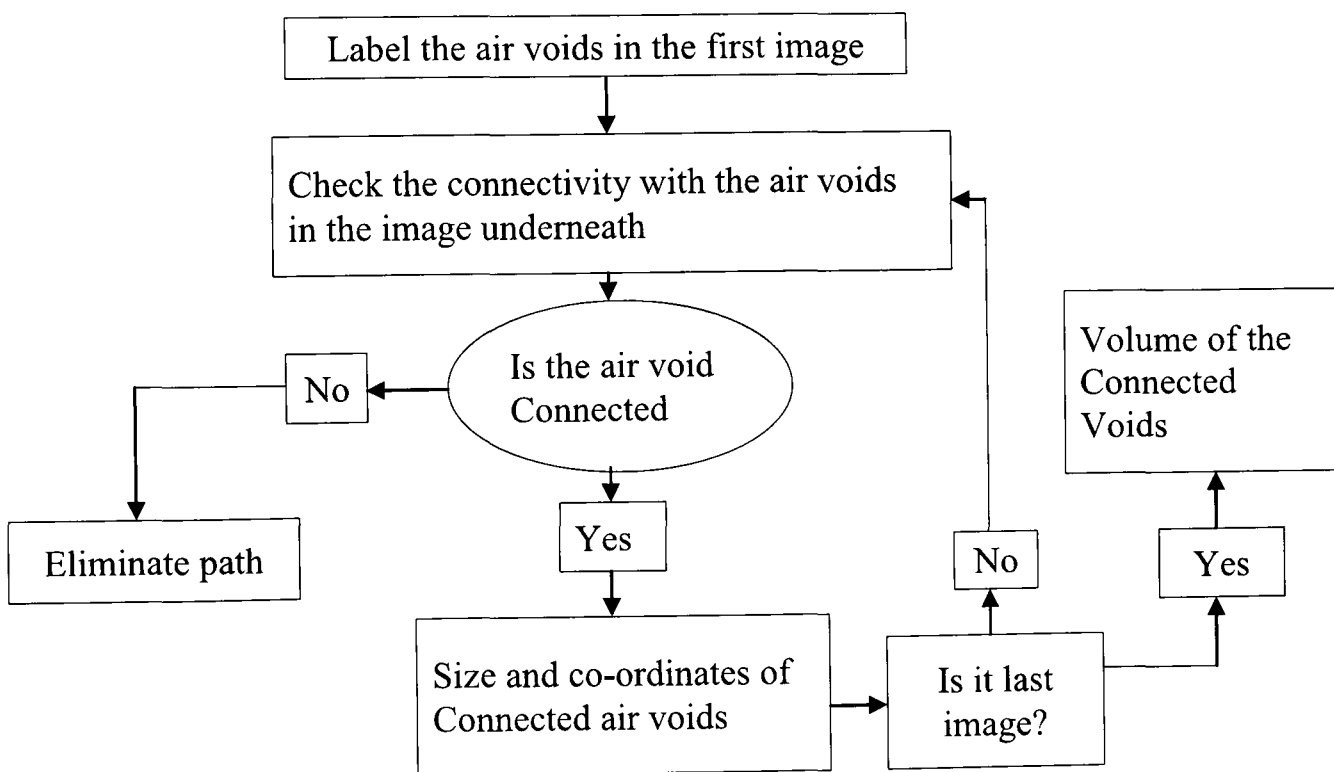 Label the air voids in the first image
Check the connectivity with the air voids
in the image underneath
Is the air void
Connected
No
Yes
Eliminate path
Size and co-ordinates of
Connected air voids
Is it last
image?
No
Yes
Volume of the
Connected
Voids